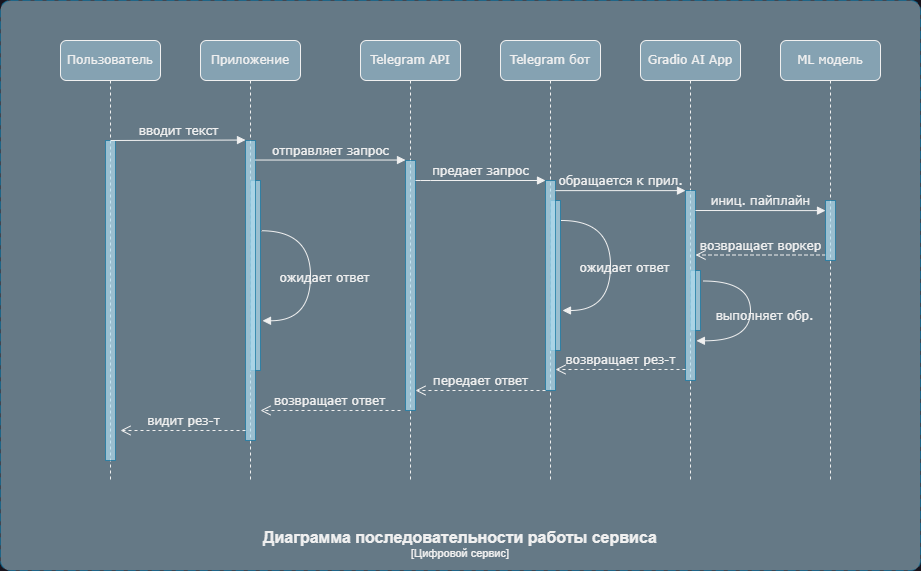 Пользователь
Приложение
Telegram API
Telegram бот
Gradio AI App
ML модель
вводит текст
отправляет запрос
предает запрос
обращается к прил.
иниц. пайплайн
возвращает воркер
ожидает ответ
ожидает ответ
выполняет обр.
возвращает рез-т
передает ответ
возвращает ответ
видит рез-т
Диаграмма последовательности работы сервиса
[Цифровой сервис]